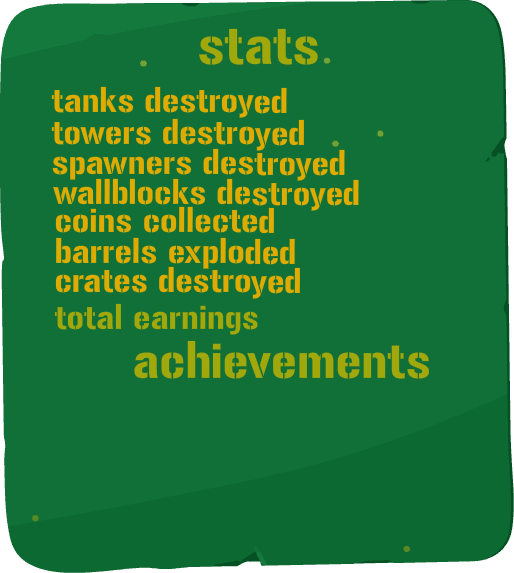 stats
tanks destroyed
towers destroyed
spawners destroyed
wallblocks destroyed
coins collected
barrels exploded
crates destroyed
total earnings
achievements